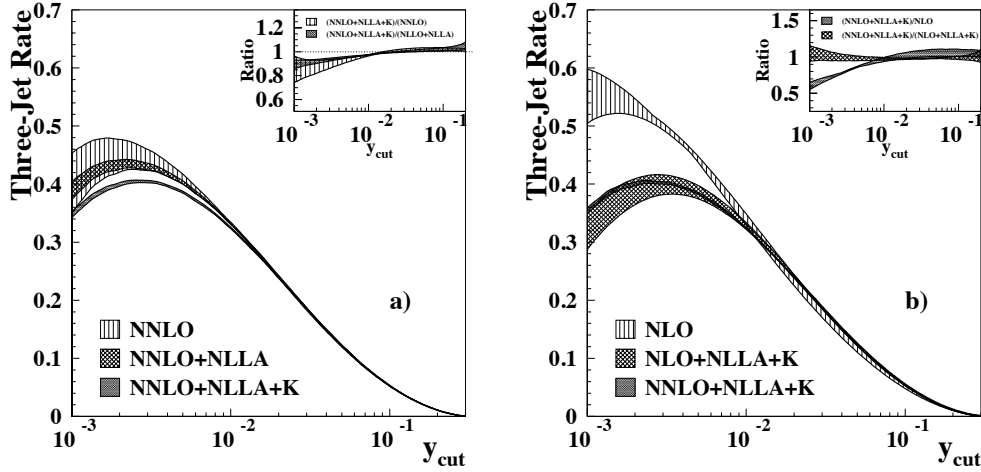 Three-Jet Rate
0.7
0.6
0.5
0.4
0.3
0.2
0.1
0
10^-3
10^-2
10^-1
y_cut
a)
NNLO
NNLO+NLLA
NNLO+NLLA+K
Ratio
1.2
1
0.8
0.6
(NNLO+NLLA+K)/(NNLO)
(NNLO+NLLA+K)/(NNLO+NLLA)
10^-3
10^-2
10^-1
y_cut
Three-Jet Rate
0.7
0.6
0.5
0.4
0.3
0.2
0.1
0
10^-3
10^-2
10^-1
y_cut
b)
NLO
NLO+NLLA+K
NNLO+NLLA+K
Ratio
1.5
1
0.5
(NNLO+NLLA+K)/NLO
(NNLO+NLLA+K)/(NLO+NLLA+K)
10^-3
10^-2
10^-1
y_cut